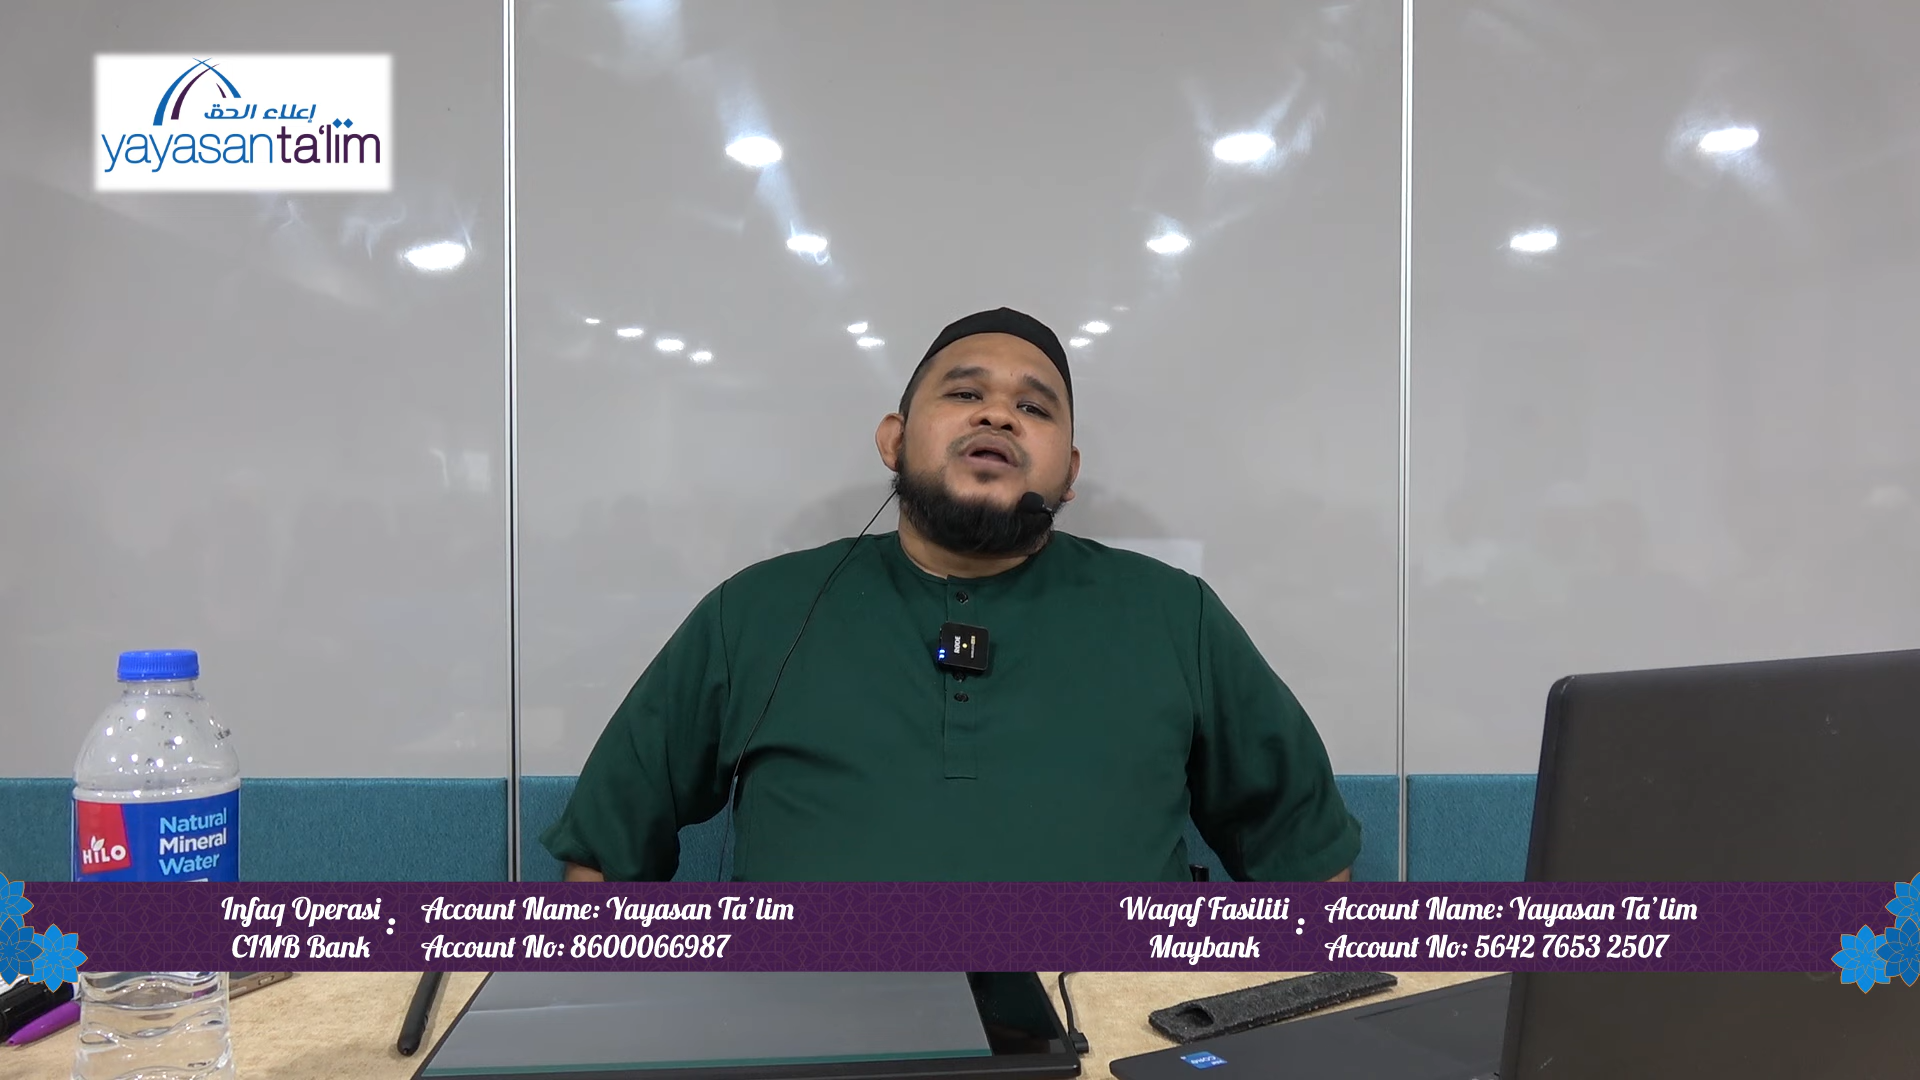 إعلاء الحق
yayasanta'lim
RØDE
HiLO
Natural
Mineral
Water
Infaq Operasi
CIMB Bank
:
Account Name: Yayasan Ta'lim
Account No: 8600066987
Waqaf Fasiliti
Maybank
:
Account Name: Yayasan Ta'lim
Account No: 5642 7653 2507